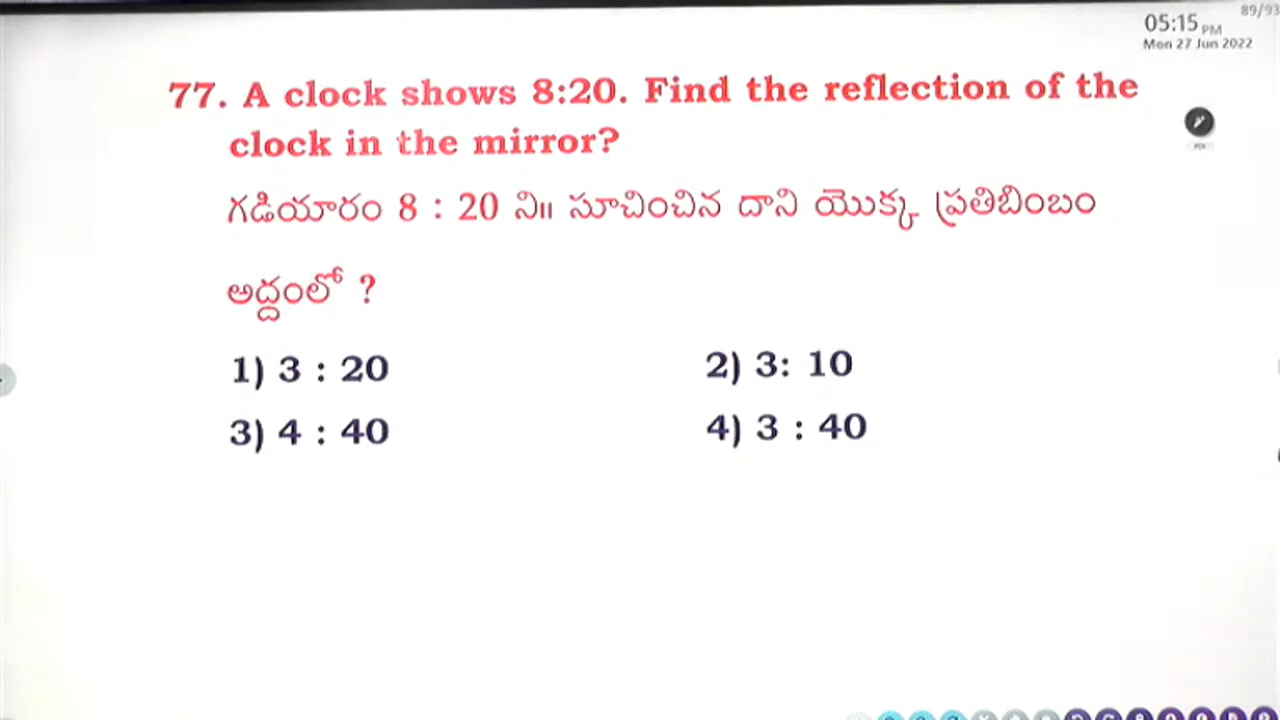 89/93
05:15 PM
Mon 27 Jun 2022
77. A clock shows 8:20. Find the reflection of the
clock in the mirror?
గడియారం 8 : 20 ని॥ సూచించిన దాని యొక్క ప్రతిబింబం
అద్దంలో ?
1) 3 : 20 2) 3: 10
3) 4 : 40 4) 3 : 40